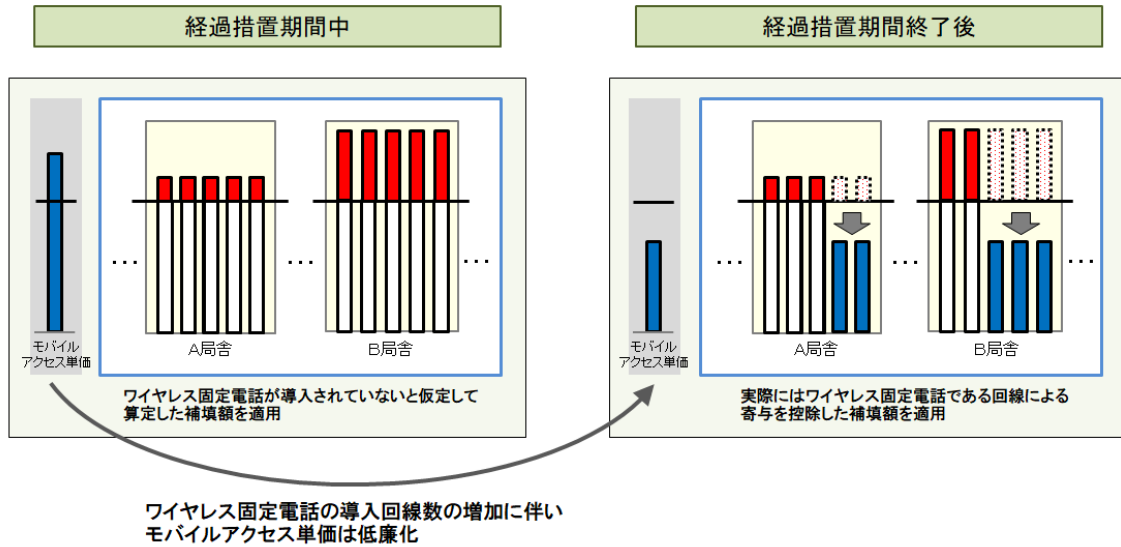 経過措置期間中
経過措置期間終了後
モバイル
アクセス単価
...
A局舎
...
B局舎
...
ワイヤレス固定電話が導入されていないと仮定して
算定した補填額を適用
モバイル
アクセス単価
...
A局舎
...
B局舎
...
実際にはワイヤレス固定電話である回線による
寄与を控除した補填額を適用
ワイヤレス固定電話の導入回線数の増加に伴い
モバイルアクセス単価は低廉化